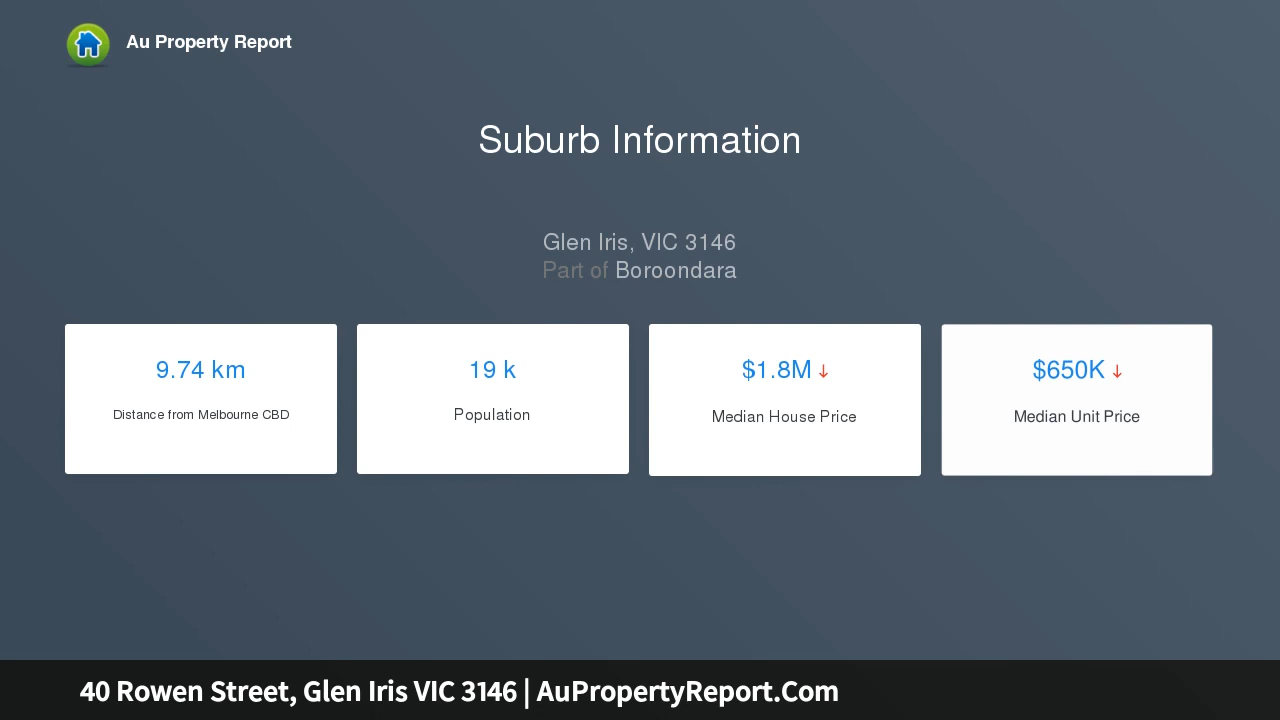 Au Property Report
Suburb Information
Glen Iris, VIC 3146
Part of Boroondara
9.74 km
Distance from Melbourne CBD
19 k
Population
$1.8M ↓
Median House Price
$650K ↓
Median Unit Price
40 Rowen Street, Glen Iris VIC 3146 | AuPropertyReport.Com